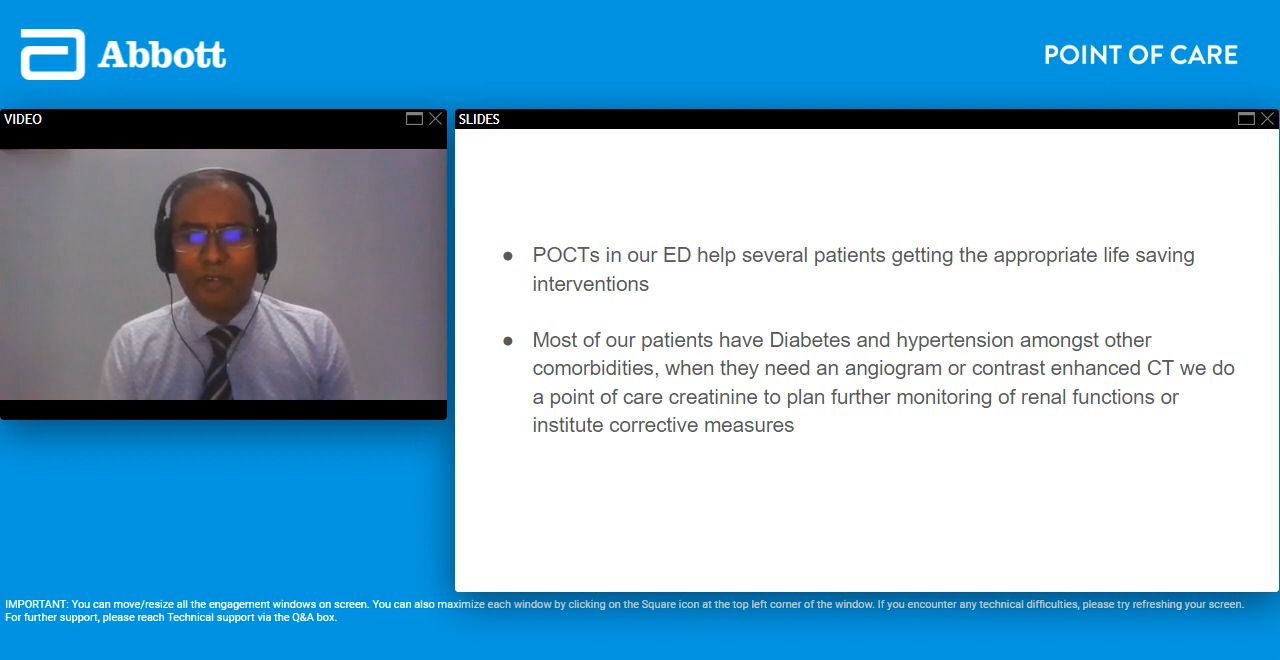 Abbott
POINT OF CARE
VIDEO
SLIDES
● POCTs in our ED help several patients getting the appropriate life saving
interventions
● Most of our patients have Diabetes and hypertension amongst other
comorbidities, when they need an angiogram or contrast enhanced CT we do
a point of care creatinine to plan further monitoring of renal functions or
institute corrective measures
IMPORTANT: You can move/resize all the engagement windows on screen. You can also maximize each window by clicking on the Square icon at the top left corner of the window. If you encounter any technical difficulties, please try refreshing your screen.
For further support, please reach Technical support via the Q&A box.